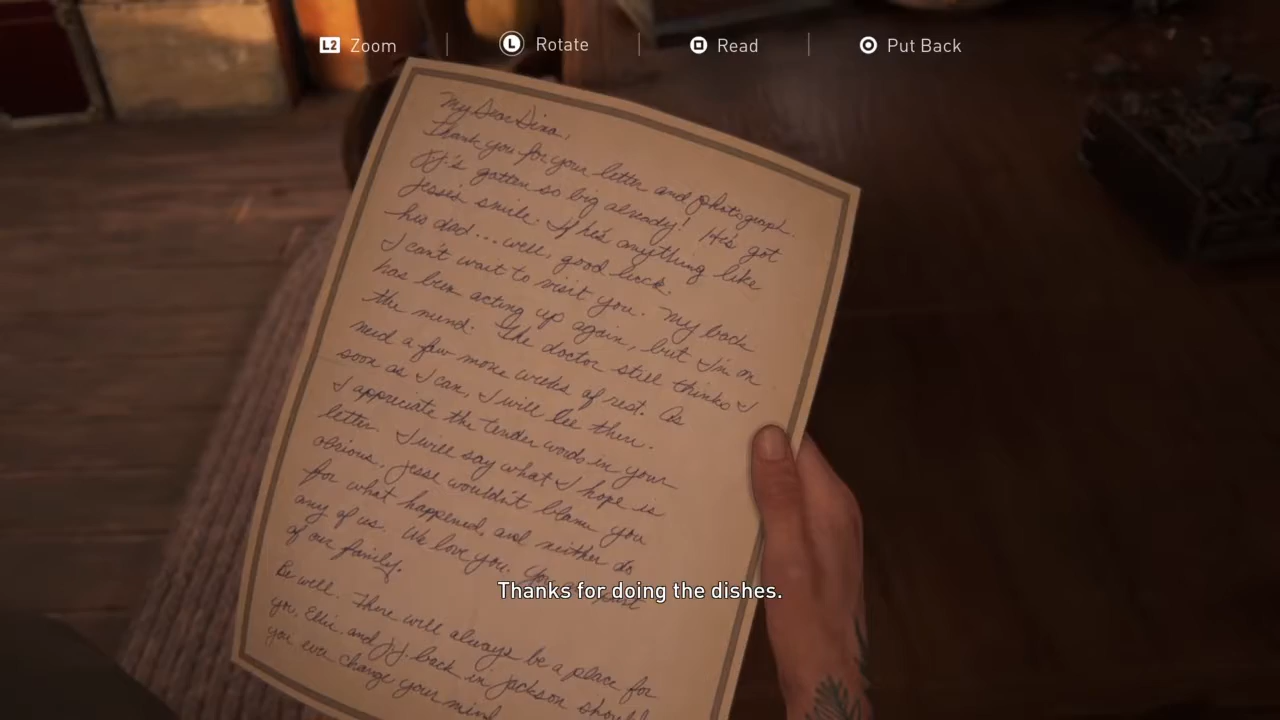 L2 Zoom
L Rotate
Read
Put Back
My Dear Dina,
Thank you for your letter and photograph.
JJ's gotten so big already! He's got
Jesse's smile. If he's anything like
his dad... well, good luck.
I can't wait to visit you. My back
has been acting up again, but I'm on
the mend. The doctor still thinks I
need a few more weeks of rest. As
soon as I can, I will be there.
I appreciate the tender words in your
letter. I will say what I hope is
obvious. Jesse wouldn't blame you
for what happened, and neither do
any of us. We love you. You are part
of our family.
Thanks for doing the dishes.
Be well. There will always be a place for
you, Ellie, and JJ back in Jackson should
you ever change your mind